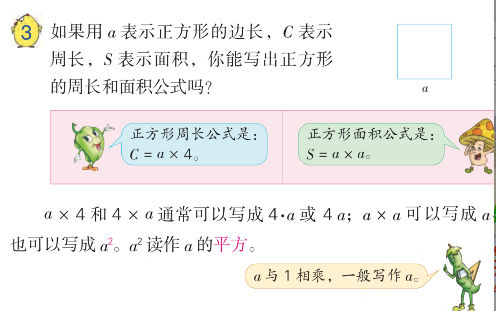 3 如果用 a 表示正方形的边长，C 表示
周长，S 表示面积，你能写出正方形
的周长和面积公式吗？
a
正方形周长公式是：
C = a × 4。
正方形面积公式是：
S = a × a。
a × 4 和 4 × a 通常可以写成 4·a 或 4a；a × a 可以写成 a
也可以写成 a²。a² 读作 a 的平方。
a 与 1 相乘，一般写作 a。